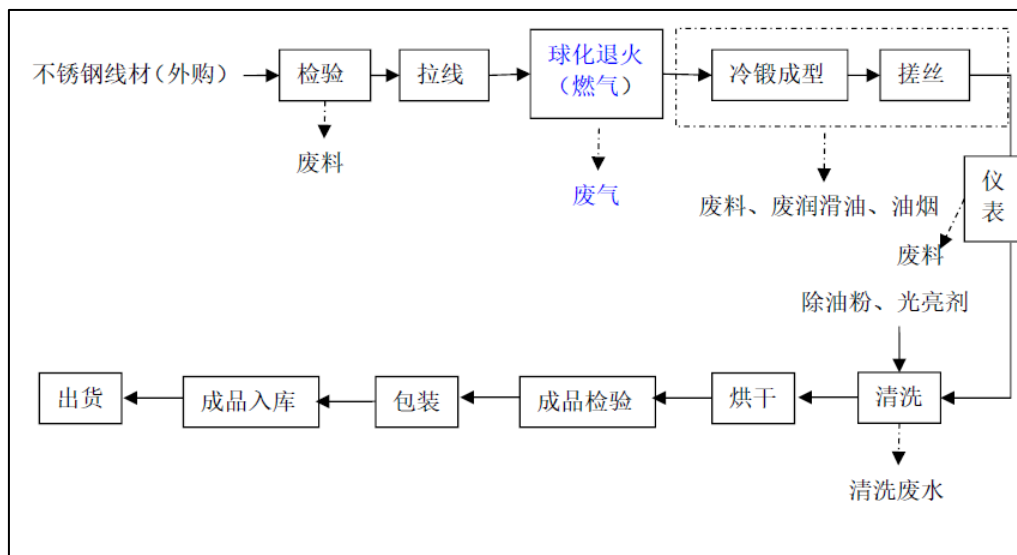 不锈钢线材（外购）
检验
拉线
球化退火
（燃气）
冷锻成型
搓丝
废料
废气
废料、废润滑油、油烟
仪
表
废料
除油粉、光亮剂
出货
成品入库
包装
成品检验
烘干
清洗
清洗废水